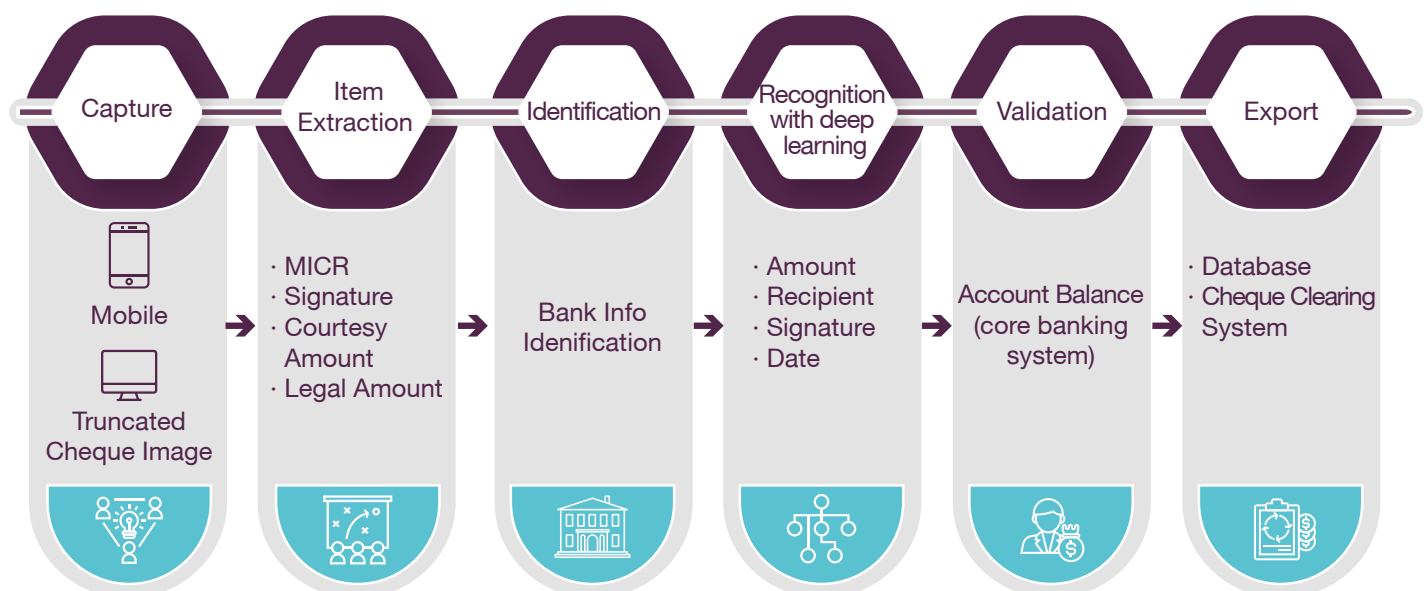 Capture
Mobile
Truncated
Cheque Image
Item
Extraction
· MICR
· Signature
· Courtesy
Amount
· Legal Amount
Identification
Bank Info
Idenification
Recognition
with deep
learning
· Amount
· Recipient
· Signature
· Date
Validation
Account Balance
(core banking
system)
Export
· Database
· Cheque Clearing
System